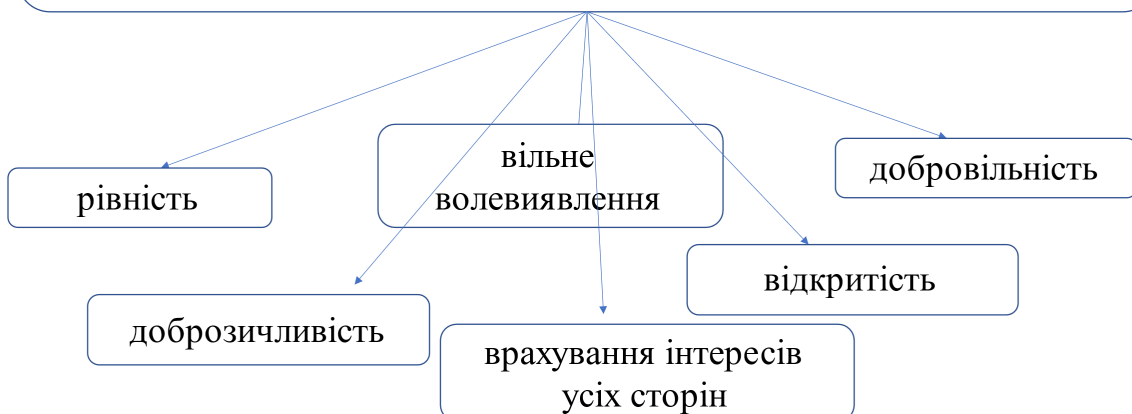 вільне
волевиявлення
добровільність
рівність
відкритість
доброзичливість
врахування інтересів
усіх сторін